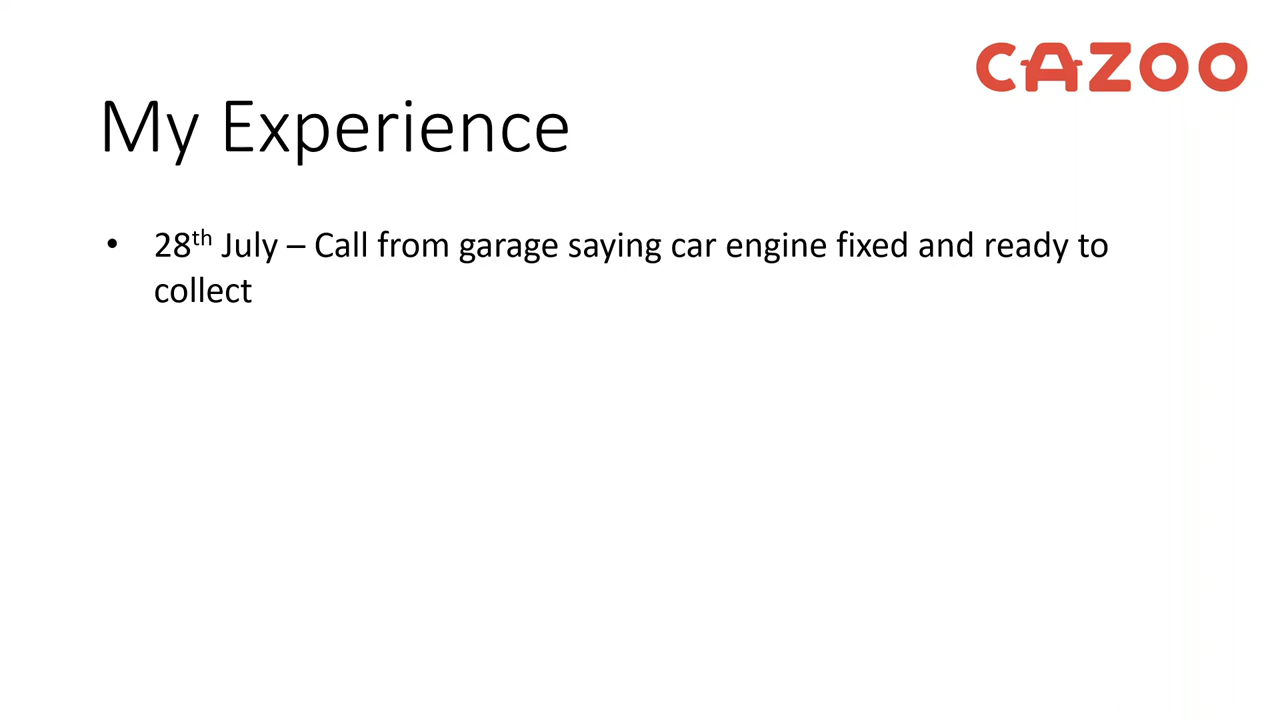 CAZOO
My Experience
• 28th July – Call from garage saying car engine fixed and ready to
collect